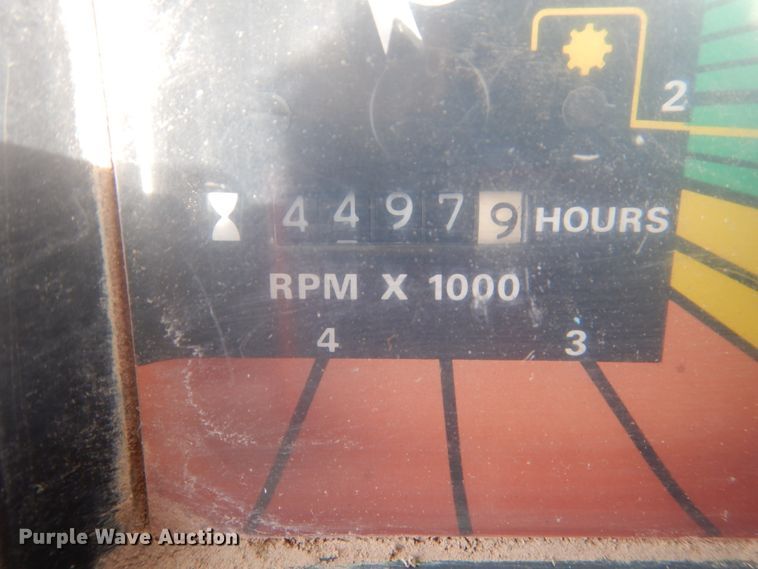 2
44979 HOURS
RPM X 1000
4 3
Purple Wave Auction